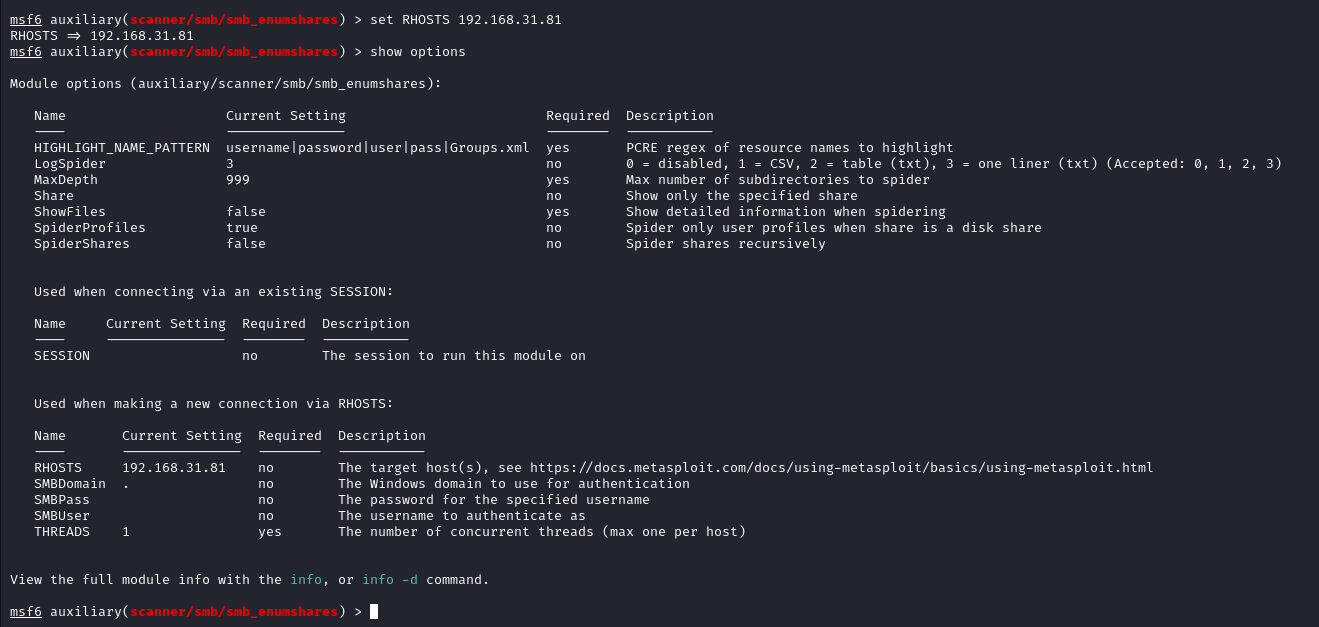 msf6 auxiliary(scanner/smb/smb_enumshares) > set RHOSTS 192.168.31.81
RHOSTS => 192.168.31.81
msf6 auxiliary(scanner/smb/smb_enumshares) > show options
Module options (auxiliary/scanner/smb/smb_enumshares):
Name Current Setting Required Description
HIGHLIGHT_NAME_PATTERN username|password|user|pass|Groups.xml yes PCRE regex of resource names to highlight
LogSpider 3 no 0 = disabled, 1 = CSV, 2 = table (txt), 3 = one liner (txt) (Accepted: 0, 1, 2, 3)
MaxDepth 999 yes Max number of subdirectories to spider
Share no Show only the specified share
ShowFiles false yes Show detailed information when spidering
SpiderProfiles true no Spider only user profiles when share is a disk share
SpiderShares false no Spider shares recursively
Used when connecting via an existing SESSION:
Name Current Setting Required Description
SESSION no The session to run this module on
Used when making a new connection via RHOSTS:
Name Current Setting Required Description
RHOSTS 192.168.31.81 no The target host(s), see https://docs.metasploit.com/docs/using-metasploit/basics/using-metasploit.html
SMBDomain . no The Windows domain to use for authentication
SMBPass no The password for the specified username
SMBUser no The username to authenticate as
THREADS 1 yes The number of concurrent threads (max one per host)
View the full module info with the info, or info -d command.
msf6 auxiliary(scanner/smb/smb_enumshares) >